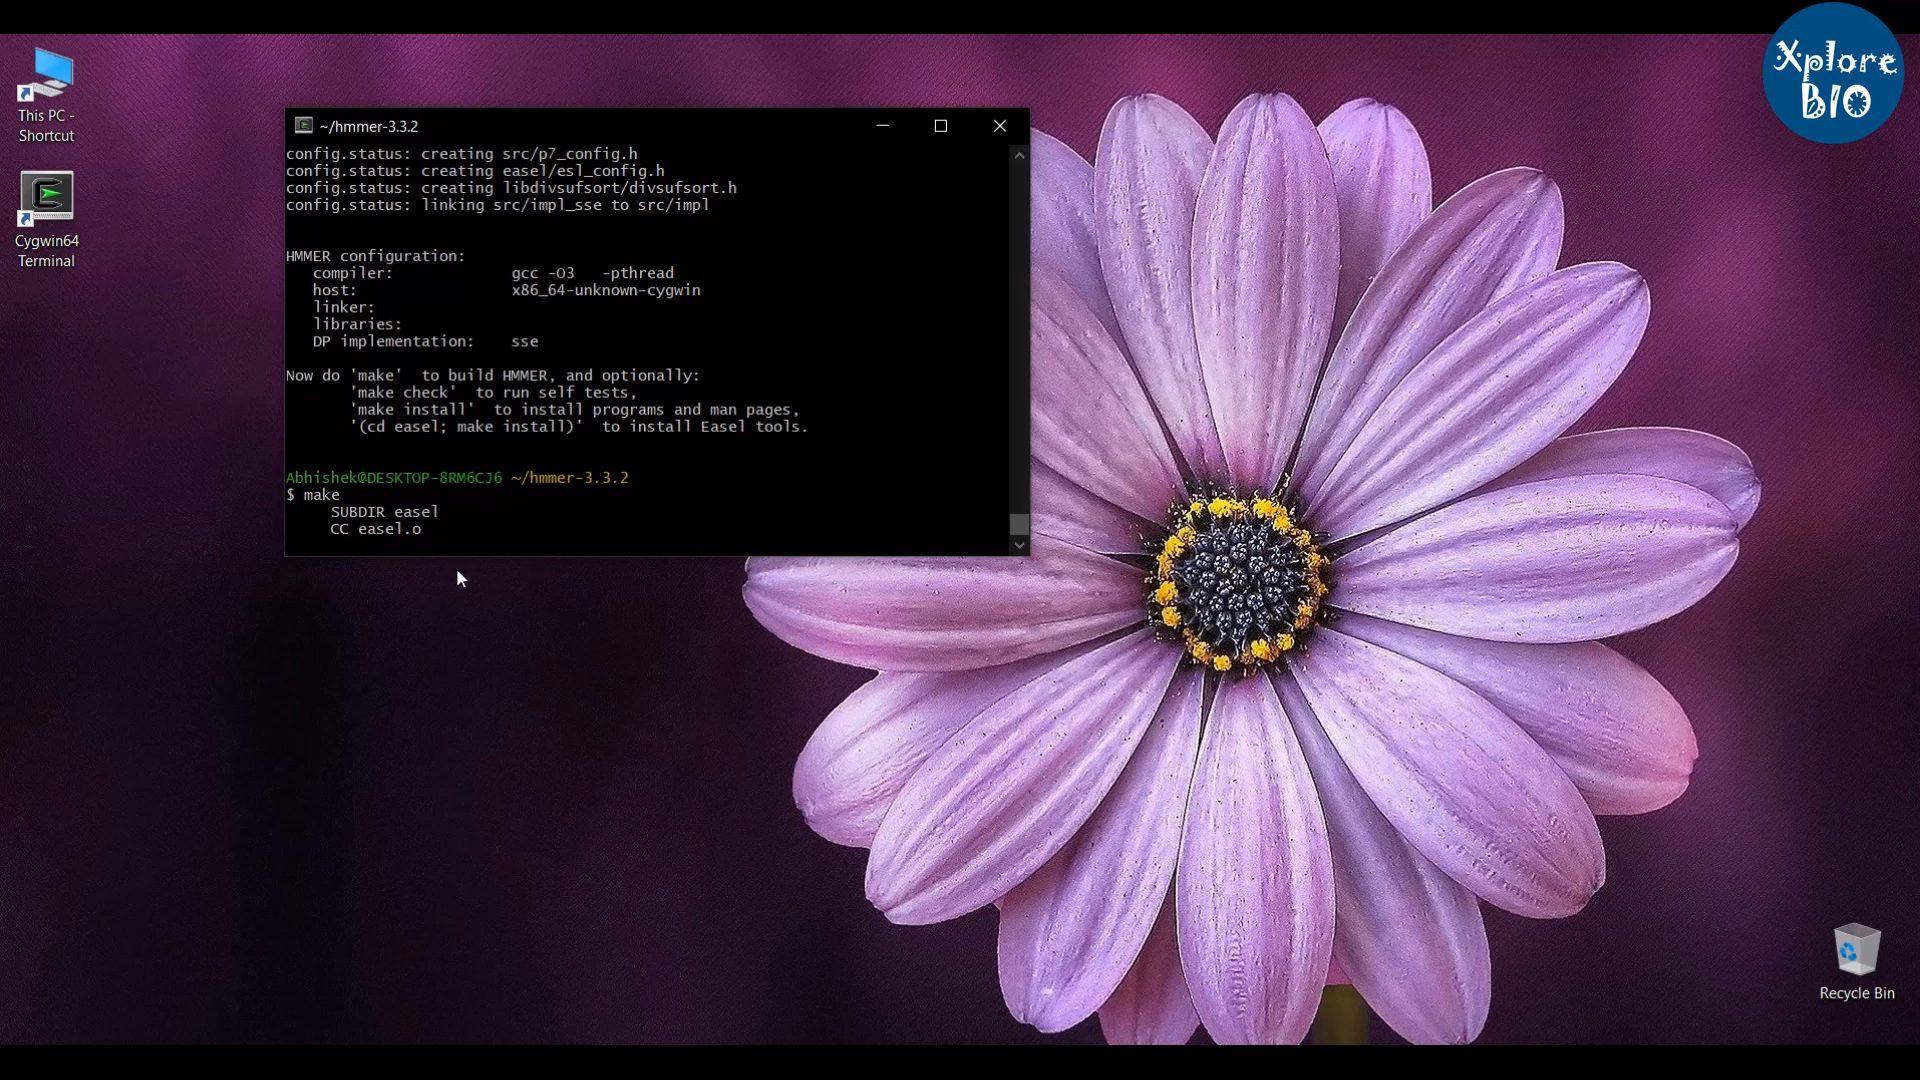 This PC -
Shortcut
Cygwin64
Terminal
~/hmmer-3.3.2
config.status: creating src/p7_config.h
config.status: creating easel/esl_config.h
config.status: creating libdivsufsort/divsufsort.h
config.status: linking src/impl_sse to src/impl
HMMER configuration:
compiler: gcc -O3 -pthread
host: x86_64-unknown-cygwin
linker:
libraries:
DP implementation: sse
Now do 'make' to build HMMER, and optionally:
'make check' to run self tests,
'make install' to install programs and man pages,
'(cd easel; make install)' to install Easel tools.
Abhishek@DESKTOP-8RM6CJ6 ~/hmmer-3.3.2
$ make
SUBDIR easel
CC easel.o
Xplore
BIO
Recycle Bin